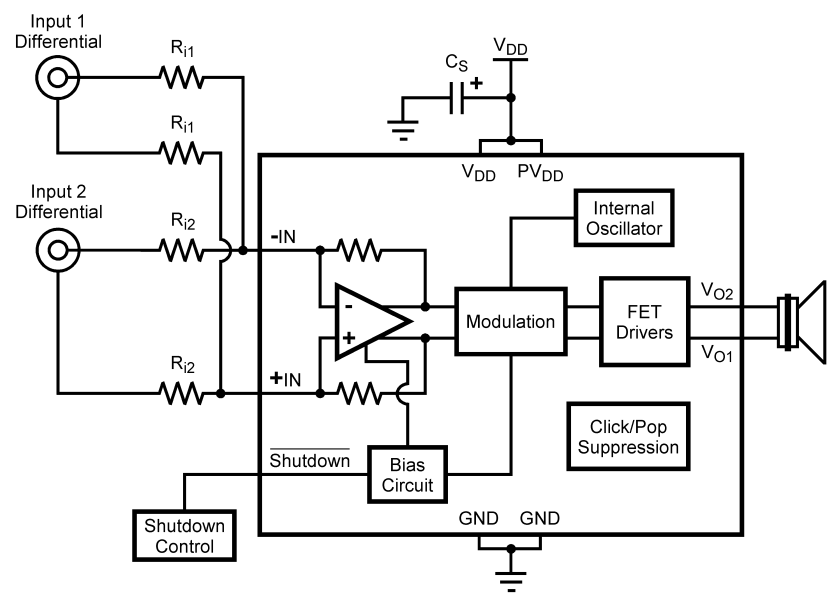 Input 1
Differential
Ri1
Ri1
Input 2
Differential
Ri2
Ri2
CS
+
VDD
VDD
PVDD
-IN
+IN
-
+
Internal
Oscillator
Modulation
FET
Drivers
VO2
VO1
Click/Pop
Suppression
Shutdown
Bias
Circuit
Shutdown
Control
GND
GND